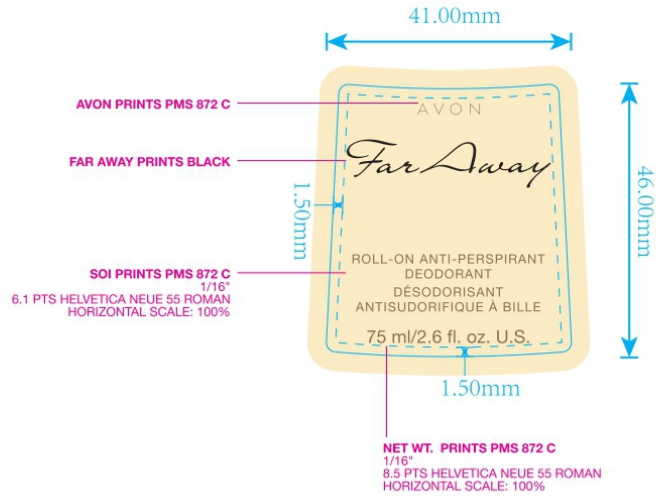 41.00mm
AVON PRINTS PMS 872 C
AVON
FAR AWAY PRINTS BLACK
Far Away
1.50mm
46.00mm
SOI PRINTS PMS 872 C
1/16"
6.1 PTS HELVETICA NEUE 55 ROMAN
HORIZONTAL SCALE: 100%
ROLL-ON ANTI-PERSPIRANT
DEODORANT
DÉSODORISANT
ANTISUDORIFIQUE À BILLE
75 ml/2.6 fl. oz. U.S.
1.50mm
NET WT. PRINTS PMS 872 C
1/16"
8.5 PTS HELVETICA NEUE 55 ROMAN
HORIZONTAL SCALE: 100%